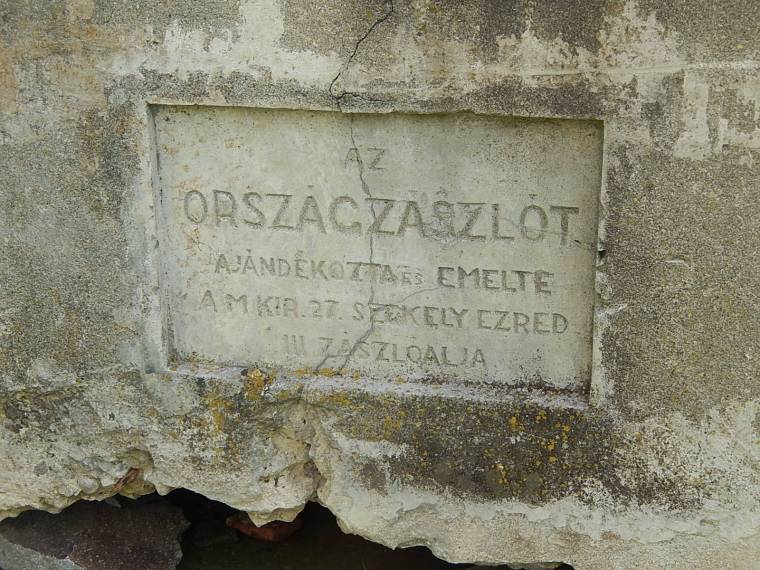 AZ
ORSZÁGZÁSZLÓT
AJÁNDÉKOZTA ÉS EMELTE
A M KIR. 27. SZÉKELY EZRED
III ZÁSZLÓALJA